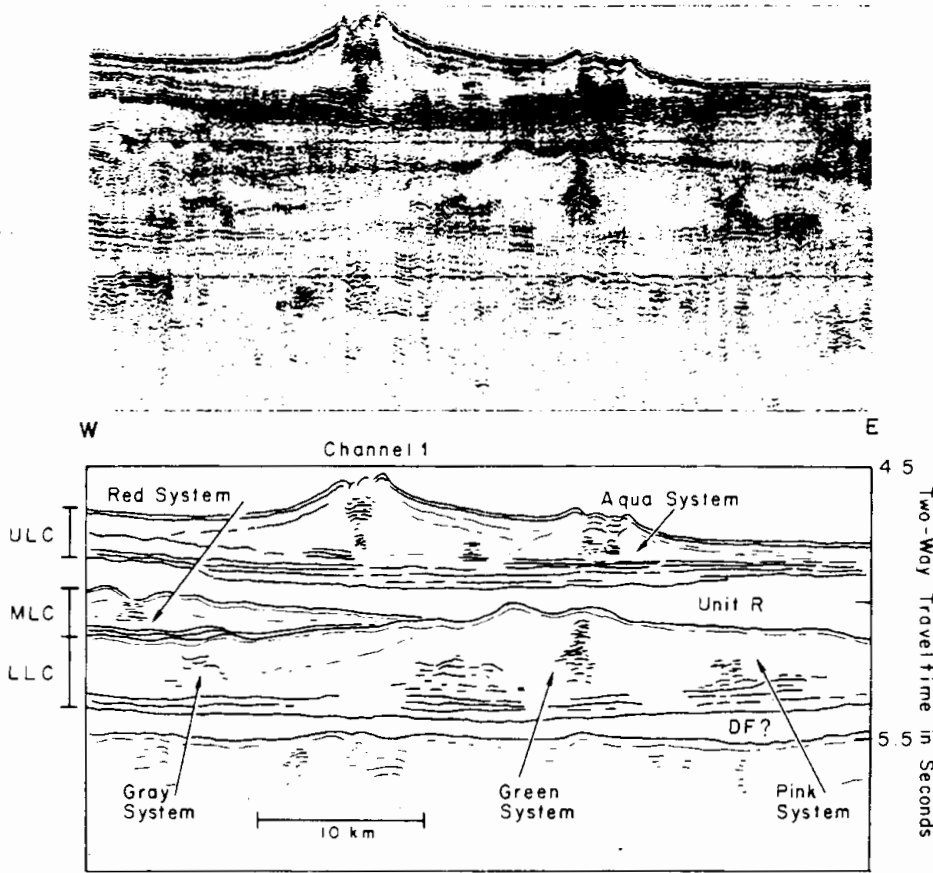 W
E
Channel 1
4 5
Red System
Aqua System
ULC
MLC
Unit R
LLC
DF?
5.5
Gray
System
Green
System
Pink
System
10 km
Two-Way Traveltime in Seconds